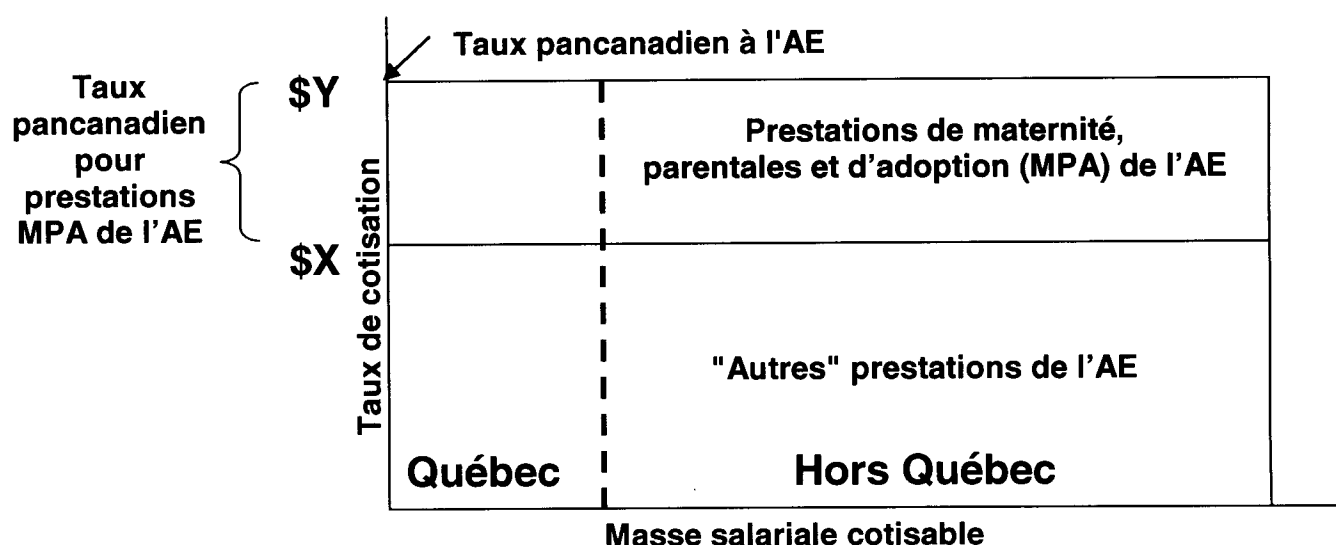 Taux pancanadien à l'AE
Taux
pancanadien
pour
prestations
MPA de l'AE
$Y
$X
Taux de cotisation
Prestations de maternité,
parentales et d'adoption (MPA) de l'AE
"Autres" prestations de l'AE
Québec
Hors Québec
Masse salariale cotisable